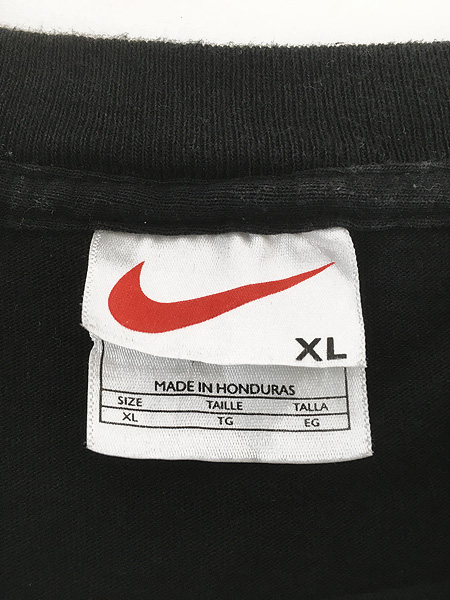 XL
MADE IN HONDURAS
SIZE TAILLE TALLA
XL TG EG